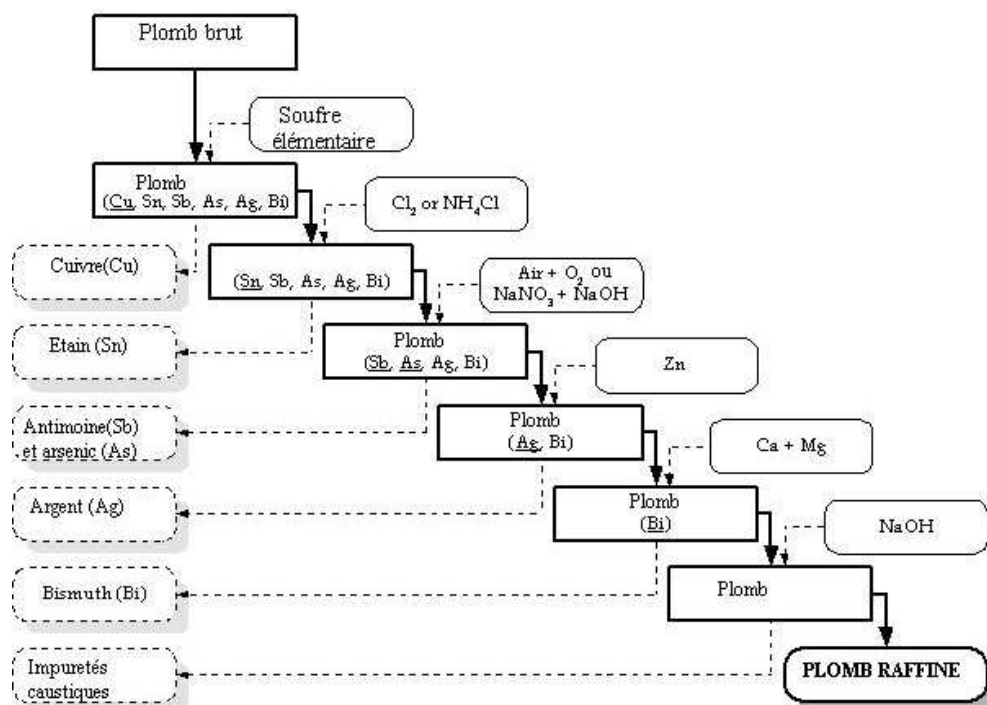 Plomb brut
Soufre
élémentaire
Plomb
(Cu, Sn, Sb, As, Ag, Bi)
Cl₂ or NH₄Cl
Cuivre(Cu)
(Sn, Sb, As, Ag, Bi)
Air + O₂ ou
NaNO₃ + NaOH
Etain (Sn)
Plomb
(Sb, As, Ag, Bi)
Zn
Antimoine(Sb)
et arsenic (As)
Plomb
(Ag, Bi)
Ca + Mg
Argent (Ag)
Plomb
(Bi)
NaOH
Bismuth (Bi)
Plomb
Impuretés
caustiques
PLOMB RAFFINE